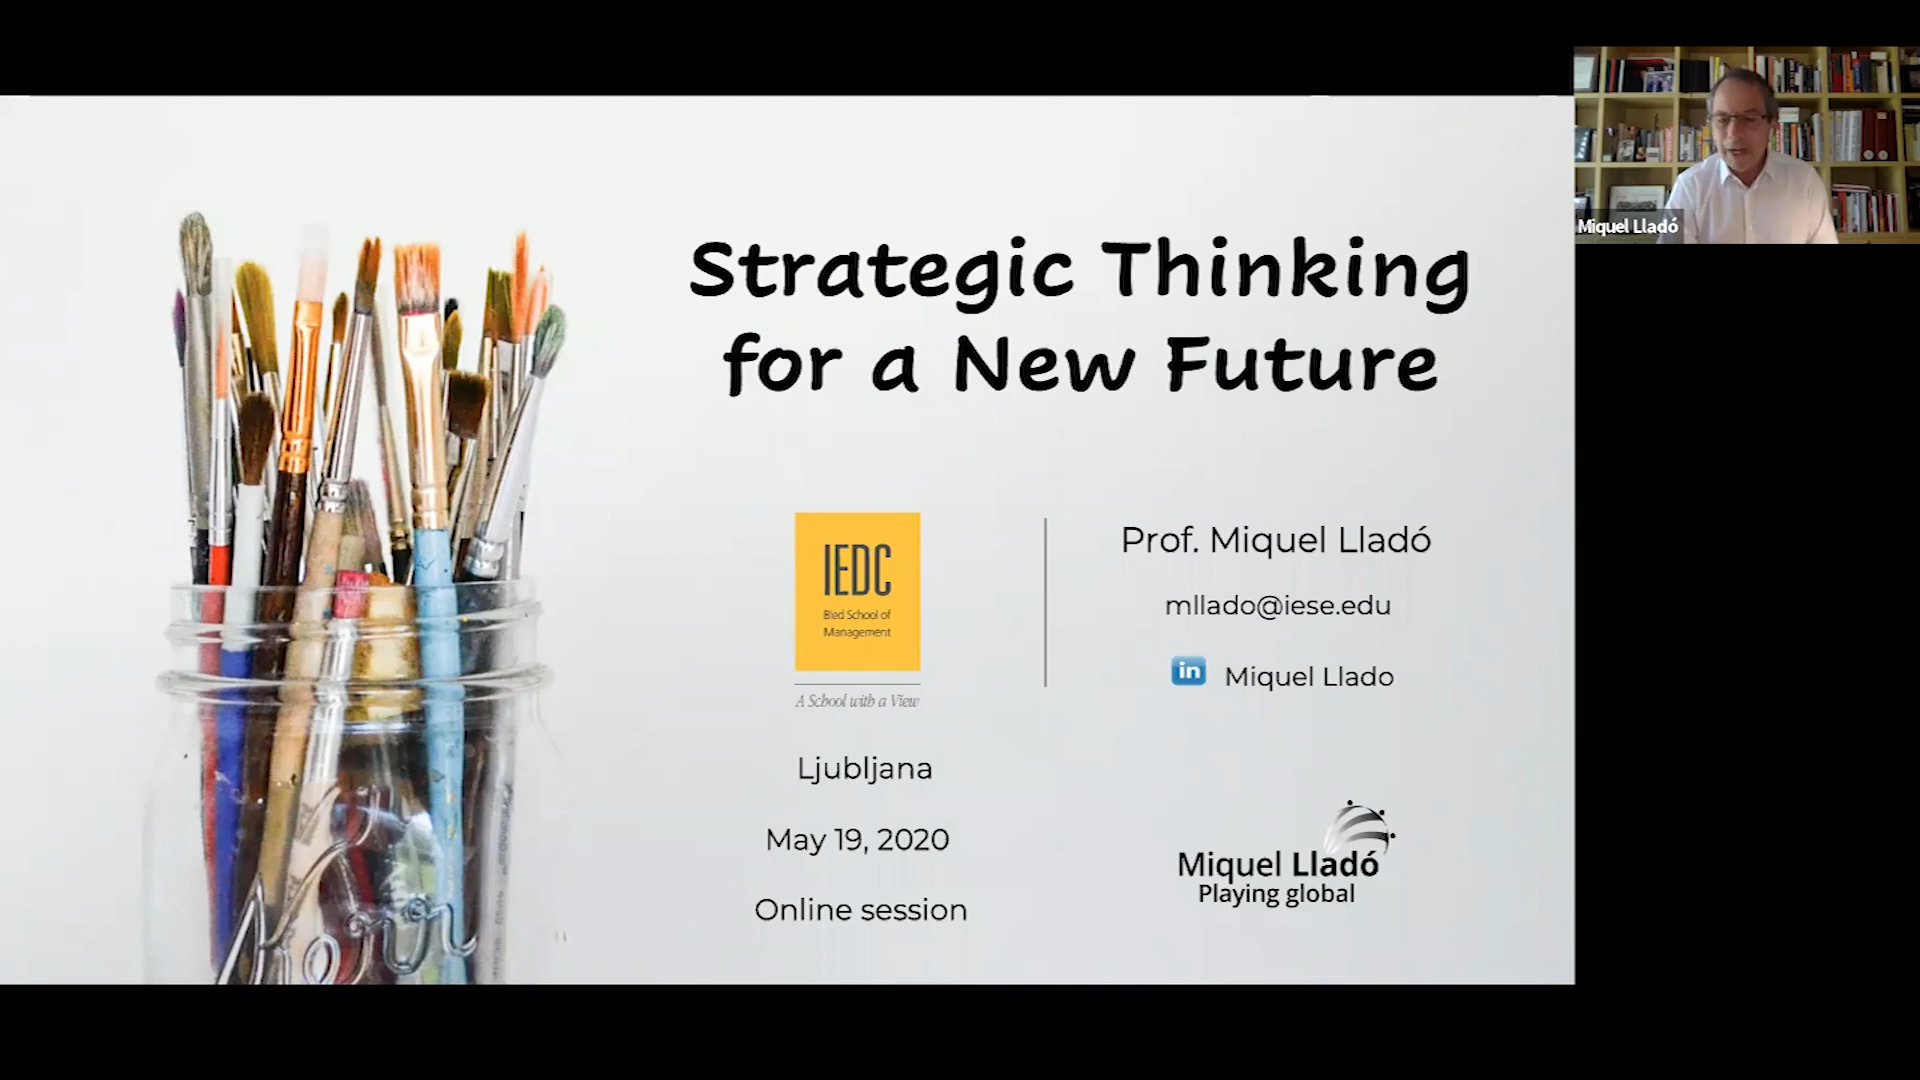 Strategic Thinking
for a New Future
IEDC
Bled School of
Management
A School with a View
Ljubljana
May 19, 2020
Online session
Prof. Miquel Lladó
mllado@iese.edu
in Miquel Llado
Miquel Lladó
Playing global
Miquel Lladó